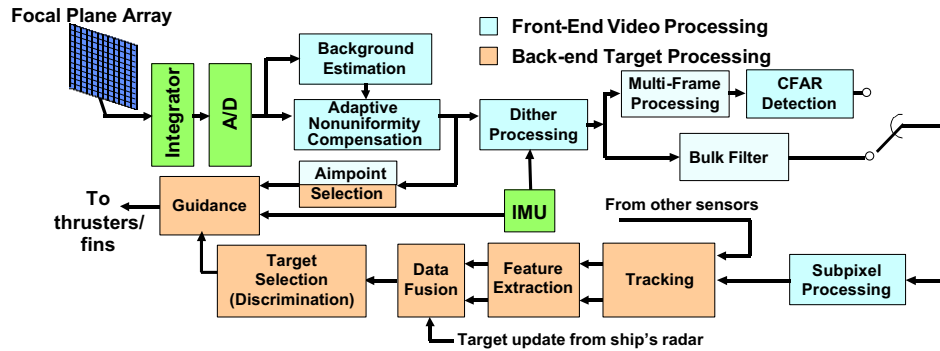 Focal Plane Array
Front-End Video Processing
Back-end Target Processing
Background
Estimation
Integrator
A/D
Adaptive
Nonuniformity
Compensation
Dither
Processing
Multi-Frame
Processing
CFAR
Detection
Bulk Filter
Aimpoint
Selection
To
thrusters/
fins
Guidance
IMU
From other sensors
Target
Selection
(Discrimination)
Data
Fusion
Feature
Extraction
Tracking
Subpixel
Processing
Target update from ship's radar